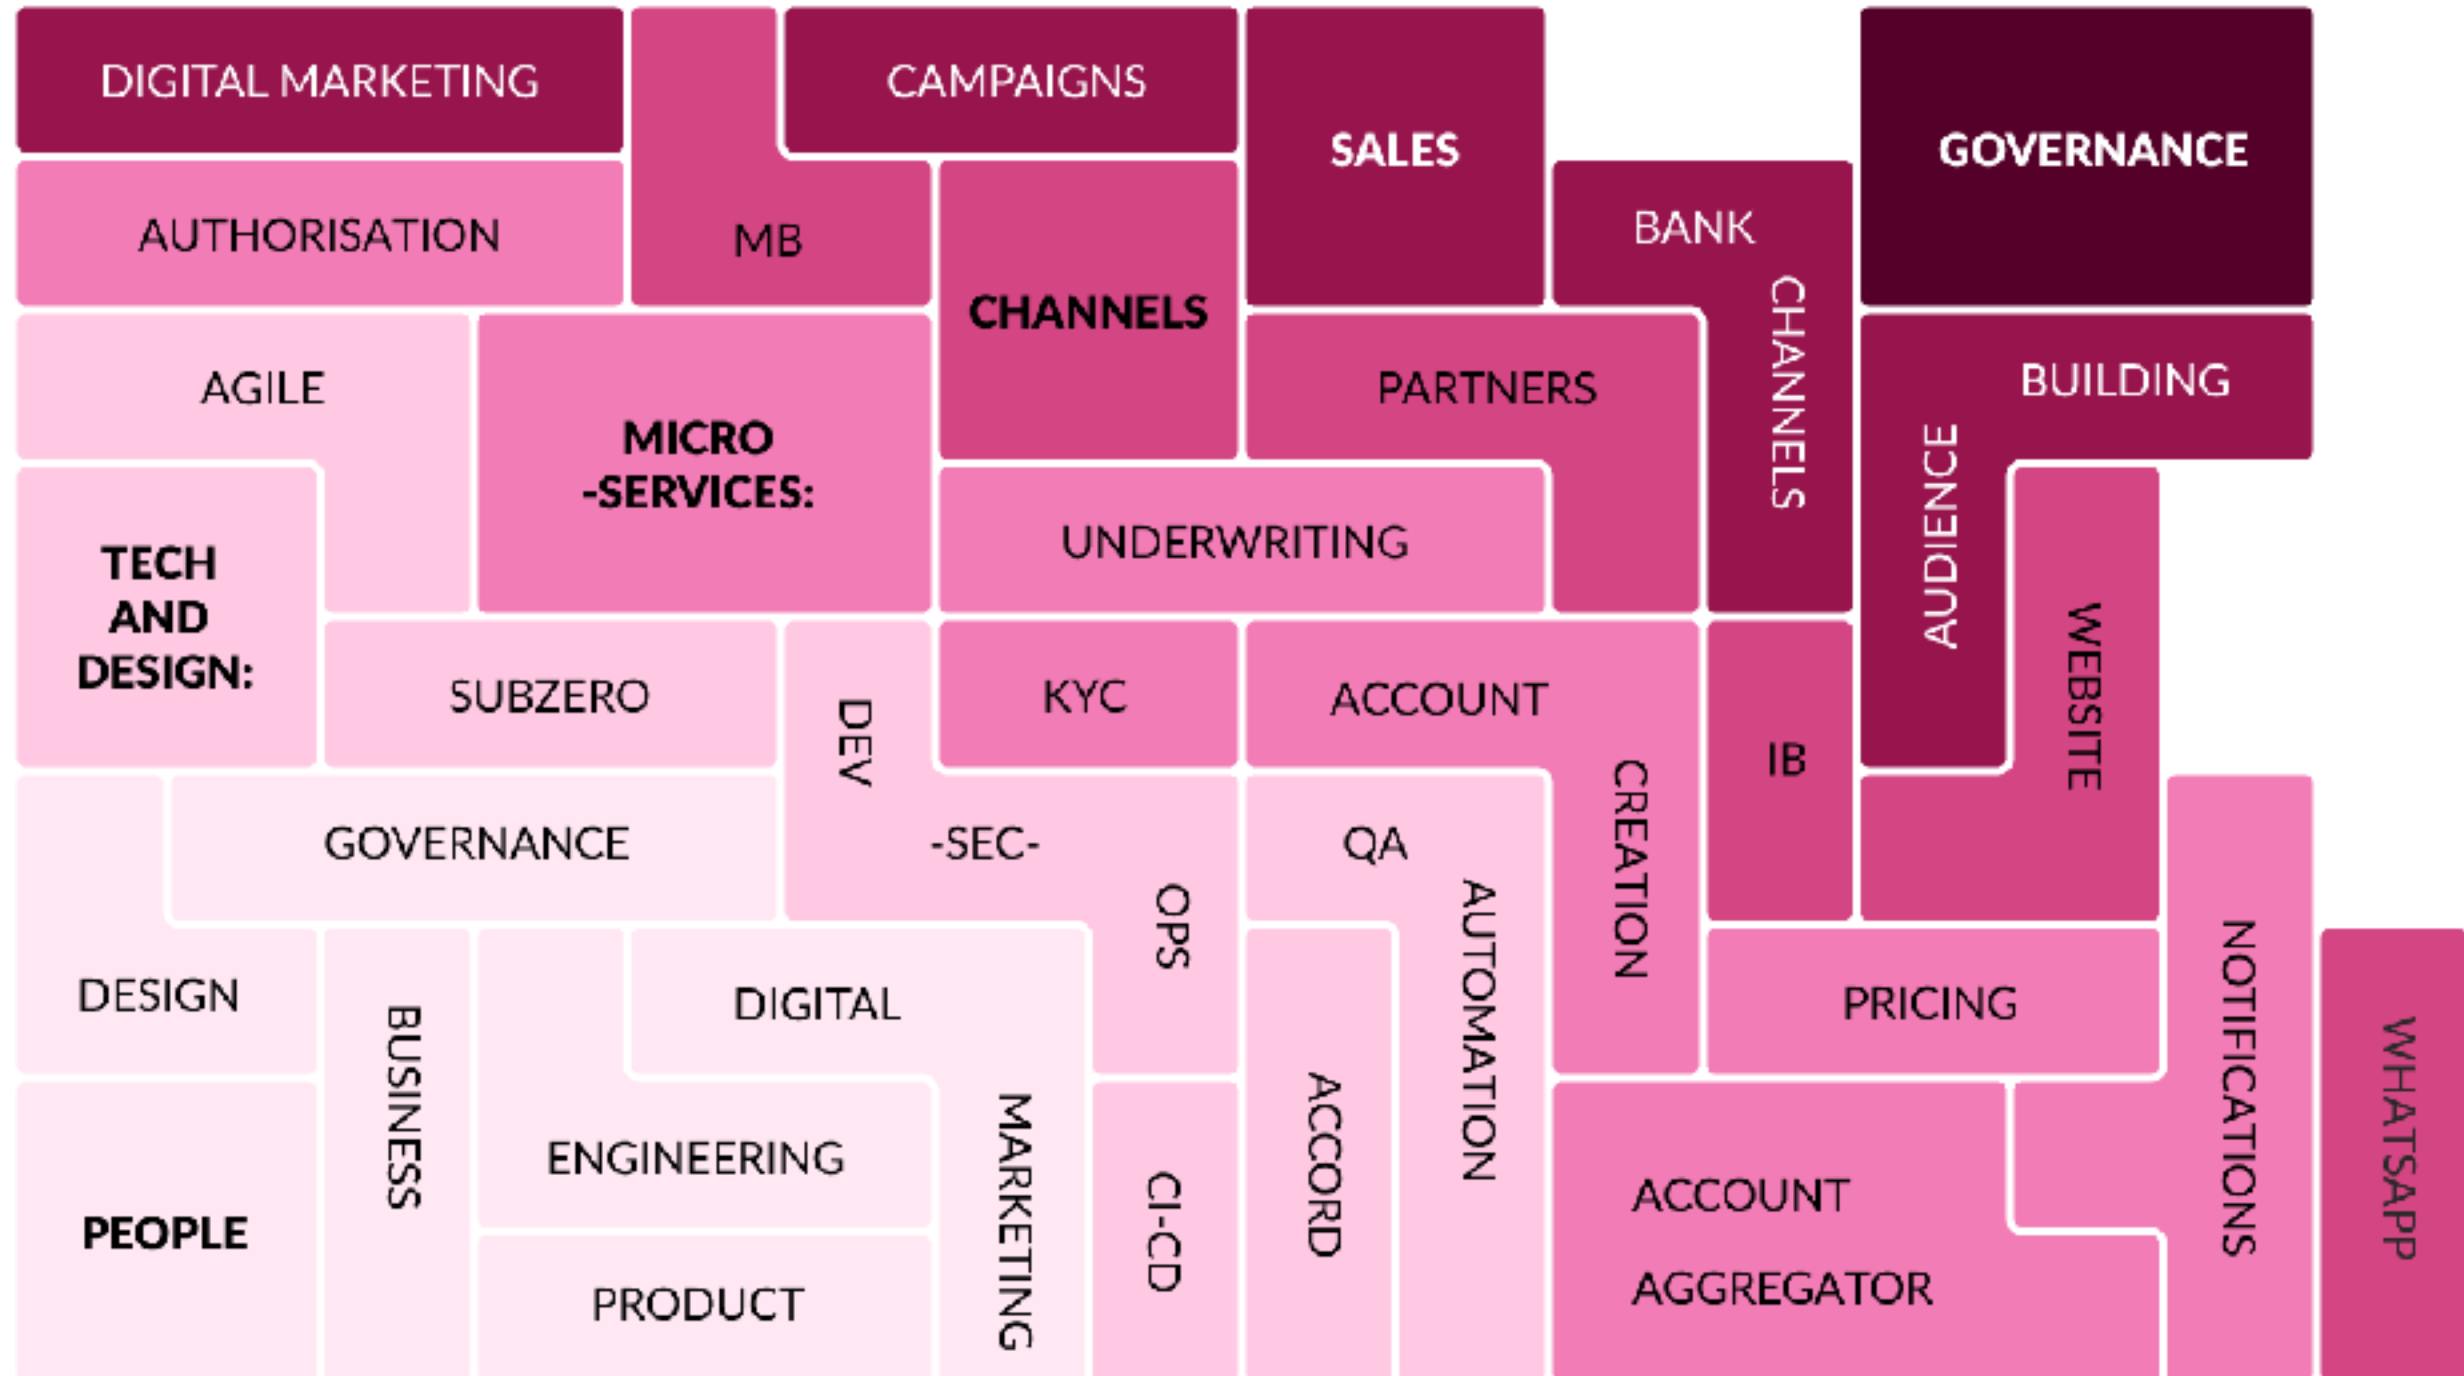 DIGITAL MARKETING
CAMPAIGNS
SALES
GOVERNANCE
AUTHORISATION
MB
CHANNELS
BANK
CHANNELS
AGILE
MICRO
-SERVICES:
PARTNERS
BUILDING
AUDIENCE
TECH
AND
DESIGN:
UNDERWRITING
WEBSITE
SUBZERO
DEV
-SEC-
OPS
KYC
ACCOUNT
CREATION
IB
GOVERNANCE
QA
AUTOMATION
DESIGN
BUSINESS
DIGITAL
MARKETING
ACCORD
PRICING
NOTIFICATIONS
WHATSAPP
PEOPLE
ENGINEERING
CI-CD
ACCOUNT
AGGREGATOR
PRODUCT